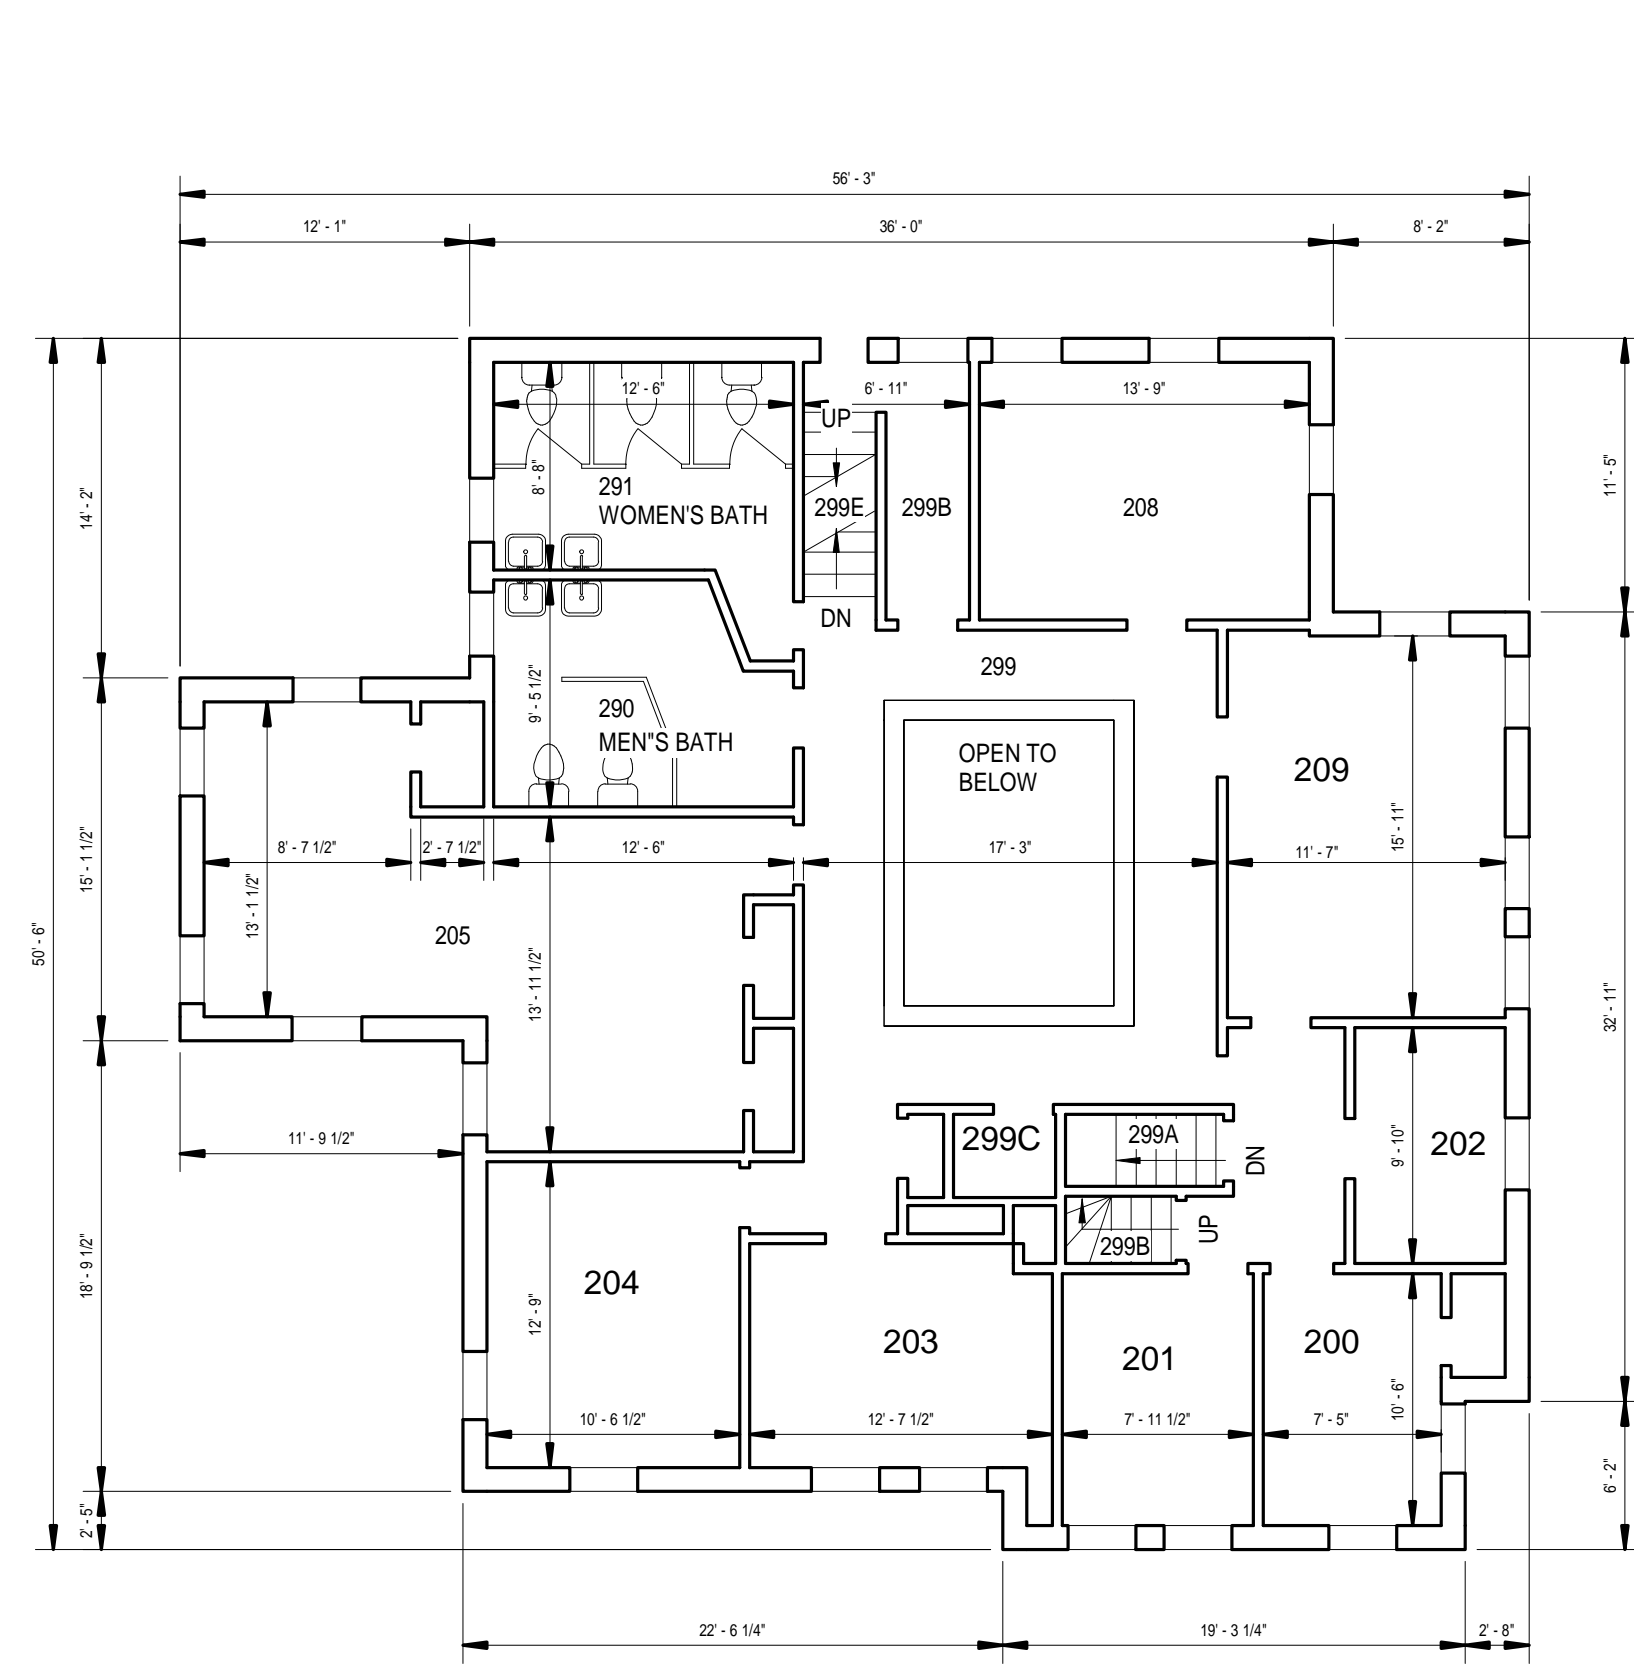 56' - 3"
12' - 1"
36' - 0"
8' - 2"
12' - 6"
6' - 11"
13' - 9"
UP
14' - 2"
8' - 8"
11' - 5"
291
WOMEN'S BATH
299E
299B
208
DN
299
9' - 5 1/2"
290
MEN"S BATH
OPEN TO
BELOW
209
15' - 11"
15' - 1 1/2"
8' - 7 1/2"
2' - 7 1/2"
12' - 6"
17' - 3"
11' - 7"
13' - 1 1/2"
50' - 6"
205
13' - 11 1/2"
32' - 11"
11' - 9 1/2"
299C
299A
DN
9' - 10"
202
UP
299B
18' - 9 1/2"
204
12' - 9"
203
201
200
10' - 6"
10' - 6 1/2"
12' - 7 1/2"
7' - 11 1/2"
7' - 5"
6' - 2"
2' - 5"
22' - 6 1/4"
19' - 3 1/4"
2' - 8"